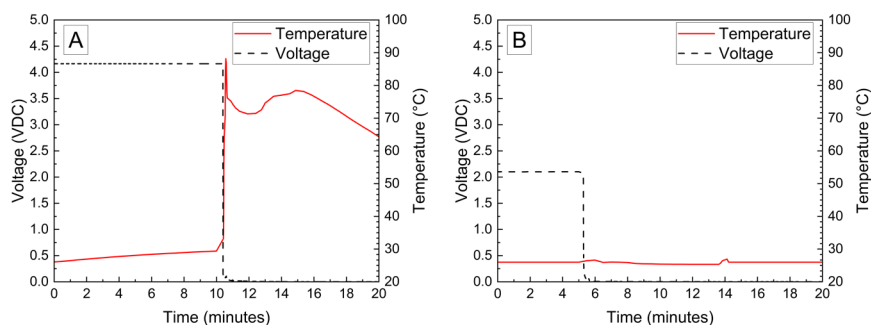 A
Temperature
Voltage
Voltage (VDC)
5.0
4.5
4.0
3.5
3.0
2.5
2.0
1.5
1.0
0.5
0.0
100
90
80
70
60
50
40
30
20
Temperature (°C)
0 2 4 6 8 10 12 14 16 18 20
Time (minutes)
B
Temperature
Voltage
Voltage (VDC)
5.0
4.5
4.0
3.5
3.0
2.5
2.0
1.5
1.0
0.5
0.0
100
90
80
70
60
50
40
30
20
Temperature (°C)
0 2 4 6 8 10 12 14 16 18 20
Time (minutes)